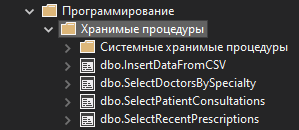 Программирование
Хранимые процедуры
Системные хранимые процедуры
dbo.InsertDataFromCSV
dbo.SelectDoctorsBySpecialty
dbo.SelectPatientConsultations
dbo.SelectRecentPrescriptions